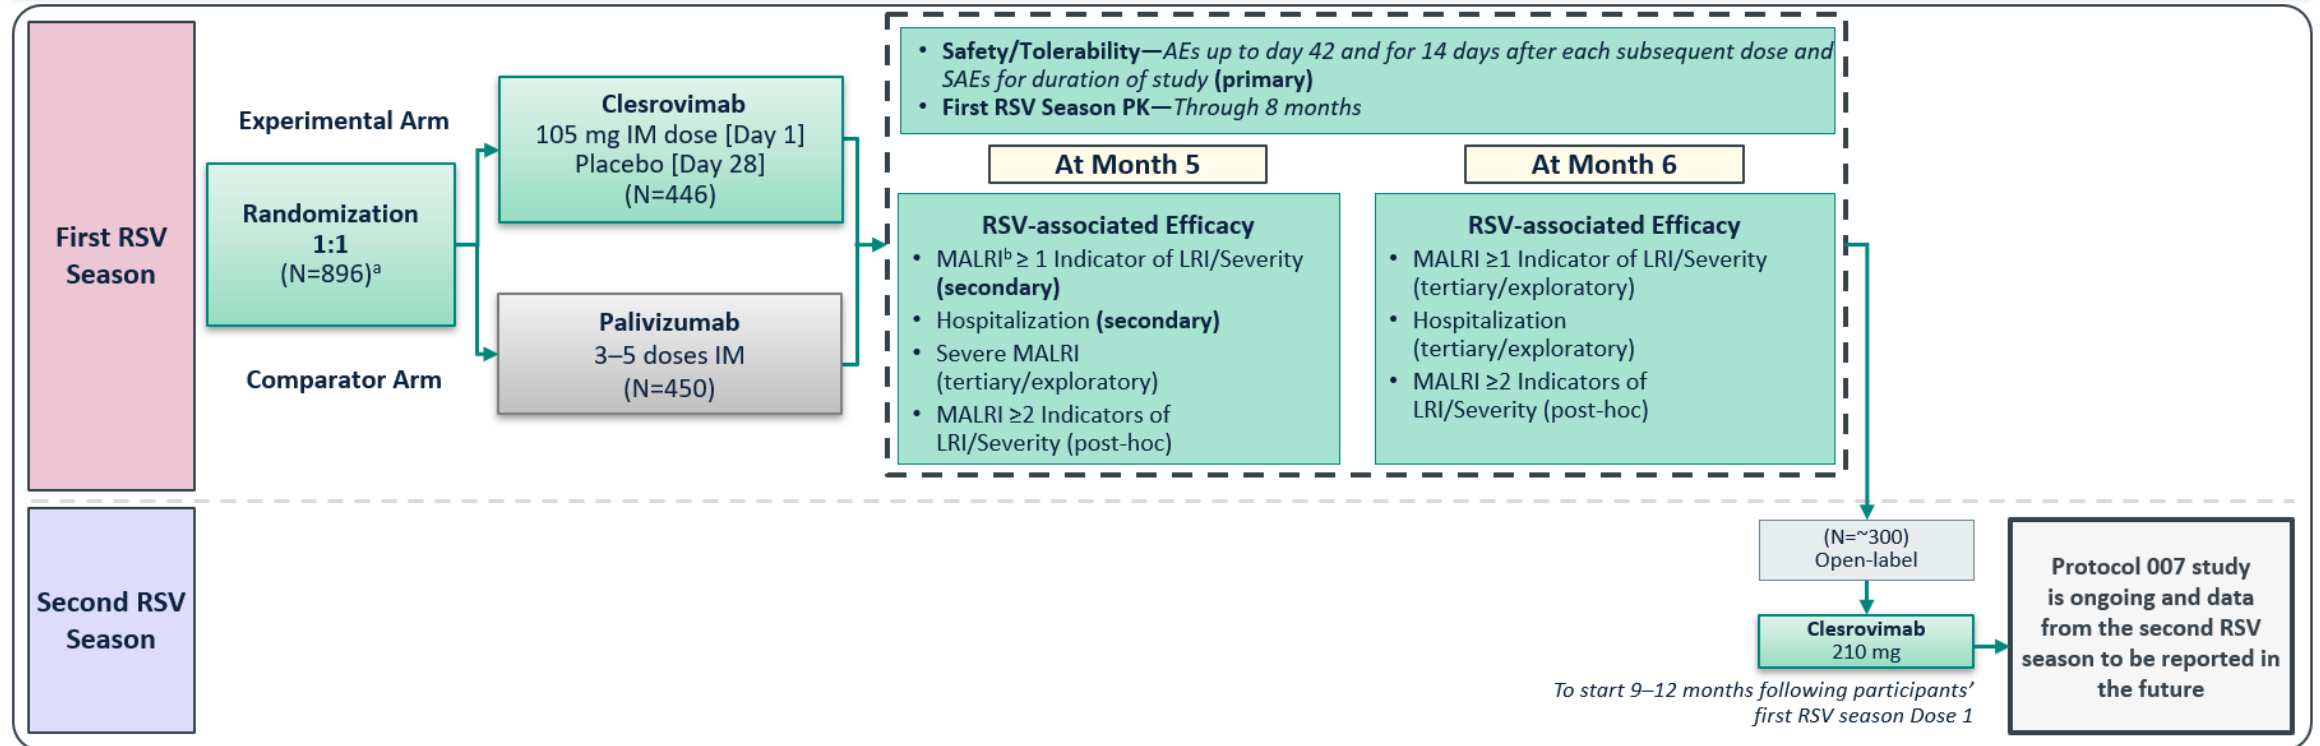 First RSV
Season
Experimental Arm
Randomization
1:1
(N=896)ᵃ
Comparator Arm
Clesrovimab
105 mg IM dose [Day 1]
Placebo [Day 28]
(N=446)
Palivizumab
3–5 doses IM
(N=450)
• Safety/Tolerability—AEs up to day 42 and for 14 days after each subsequent dose and
SAEs for duration of study (primary)
• First RSV Season PK—Through 8 months
At Month 5
RSV-associated Efficacy
• MALRIᵇ ≥ 1 Indicator of LRI/Severity
(secondary)
• Hospitalization (secondary)
• Severe MALRI
(tertiary/exploratory)
• MALRI ≥2 Indicators of
LRI/Severity (post-hoc)
At Month 6
RSV-associated Efficacy
• MALRI ≥1 Indicator of LRI/Severity
(tertiary/exploratory)
• Hospitalization
(tertiary/exploratory)
• MALRI ≥2 Indicators of
LRI/Severity (post-hoc)
Second RSV
Season
(N=~300)
Open-label
Clesrovimab
210 mg
To start 9–12 months following participants’
first RSV season Dose 1
Protocol 007 study
is ongoing and data
from the second RSV
season to be reported in
the future